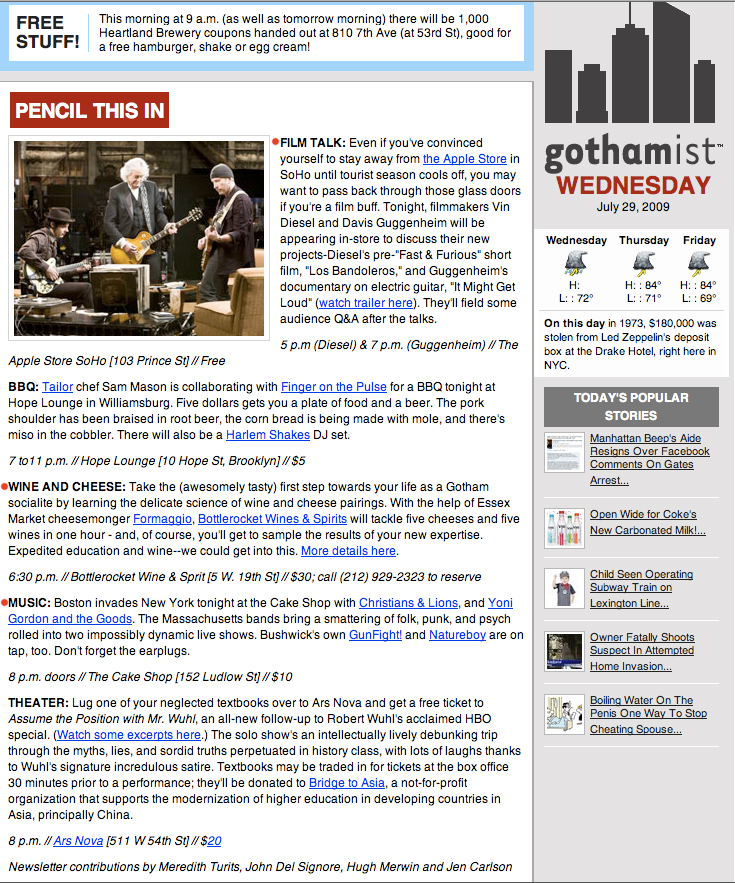 FREE
STUFF!
This morning at 9 a.m. (as well as tomorrow morning) there will be 1,000
Heartland Brewery coupons handed out at 810 7th Ave (at 53rd St), good for
a free hamburger, shake or egg cream!
PENCIL THIS IN
FILM TALK: Even if you've convinced
yourself to stay away from the Apple Store in
SoHo until tourist season cools off, you may
want to pass back through those glass doors
if you're a film buff. Tonight, filmmakers Vin
Diesel and Davis Guggenheim will be
appearing in-store to discuss their new
projects-Diesel's pre-"Fast & Furious" short
film, "Los Bandoleros," and Guggenheim's
documentary on electric guitar, "It Might Get
Loud" (watch trailer here). They'll field some
audience Q&A after the talks.
5 p.m (Diesel) & 7 p.m. (Guggenheim) // The
Apple Store SoHo [103 Prince St] // Free
BBQ: Tailor chef Sam Mason is collaborating with Finger on the Pulse for a BBQ tonight at
Hope Lounge in Williamsburg. Five dollars gets you a plate of food and a beer. The pork
shoulder has been braised in root beer, the corn bread is being made with mole, and there's
miso in the cobbler. There will also be a Harlem Shakes DJ set.
7 to11 p.m. // Hope Lounge [10 Hope St, Brooklyn] // $5
WINE AND CHEESE: Take the (awesomely tasty) first step towards your life as a Gotham
socialite by learning the delicate science of wine and cheese pairings. With the help of Essex
Market cheesemonger Formaggio, Bottlerocket Wines & Spirits will tackle five cheeses and five
wines in one hour - and, of course, you'll get to sample the results of your new expertise.
Expedited education and wine--we could get into this. More details here.
6:30 p.m. // Bottlerocket Wine & Sprit [5 W. 19th St] // $30; call (212) 929-2323 to reserve
MUSIC: Boston invades New York tonight at the Cake Shop with Christians & Lions, and Yoni
Gordon and the Goods. The Massachusetts bands bring a smattering of folk, punk, and psych
rolled into two impossibly dynamic live shows. Bushwick's own GunFight! and Natureboy are on
tap, too. Don't forget the earplugs.
8 p.m. doors // The Cake Shop [152 Ludlow St] // $10
THEATER: Lug one of your neglected textbooks over to Ars Nova and get a free ticket to
Assume the Position with Mr. Wuhl, an all-new follow-up to Robert Wuhl's acclaimed HBO
special. (Watch some excerpts here.) The solo show's an intellectually lively debunking trip
through the myths, lies, and sordid truths perpetuated in history class, with lots of laughs thanks
to Wuhl's signature incredulous satire. Textbooks may be traded in for tickets at the box office
30 minutes prior to a performance; they'll be donated to Bridge to Asia, a not-for-profit
organization that supports the modernization of higher education in developing countries in
Asia, principally China.
8 p.m. // Ars Nova [511 W 54th St] // $20
Newsletter contributions by Meredith Turits, John Del Signore, Hugh Merwin and Jen Carlson
gothamist™
WEDNESDAY
July 29, 2009
Wednesday Thursday Friday
H: H: : 84° H: : 84°
L: : 72° L: : 71° L: : 69°
On this day in 1973, $180,000 was
stolen from Led Zeppelin's deposit
box at the Drake Hotel, right here in
NYC.
TODAY'S POPULAR
STORIES
Manhattan Beep's Aide
Resigns Over Facebook
Comments On Gates
Arrest...
Open Wide for Coke's
New Carbonated Milk!...
Child Seen Operating
Subway Train on
Lexington Line...
Owner Fatally Shoots
Suspect In Attempted
Home Invasion...
Boiling Water On The
Penis One Way To Stop
Cheating Spouse...